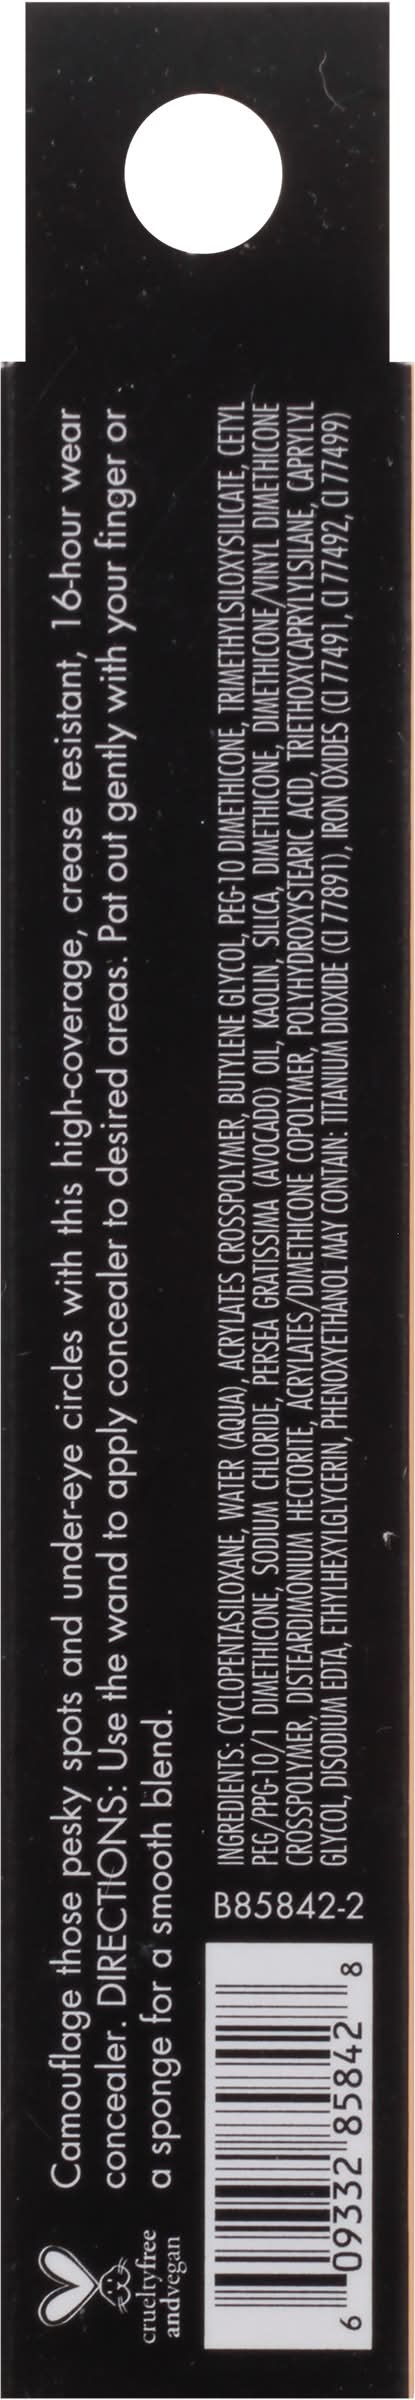 Camouflage those pesky spots and under-eye circles with this high-coverage, crease resistant, 16-hour wear
concealer. DIRECTIONS: Use the wand to apply concealer to desired areas. Pat out gently with your finger or
a sponge for a smooth blend.
crueltyfree
andvegan
INGREDIENTS: CYCLOPENTASILOXANE, WATER (AQUA), ACRYLATES CROSSPOLYMER, BUTYLENE GLYCOL, PEG-10 DIMETHICONE, TRIMETHYLSILOXYSILICATE, CETYL
PEG/PPG-10/1 DIMETHICONE, SODIUM CHLORIDE, PERSEA GRATISSIMA (AVOCADO) OIL, KAOLIN, SILICA, DIMETHICONE, DIMETHICONE/VINYL DIMETHICONE
CROSSPOLYMER, DISTEARDIMONIUM HECTORITE, ACRYLATES/DIMETHICONE COPOLYMER, POLYHYDROXYSTEARIC ACID, TRIETHOXYCAPRYLYLSILANE, CAPRYLYL
GLYCOL, DISODIUM EDTA, ETHYLHEXYLGLYCERIN, PHENOXYETHANOL MAY CONTAIN: TITANIUM DIOXIDE (CI 77891), IRON OXIDES (CI 77491, CI 77492, CI 77499)
B85842-2
6 09332 85842 8